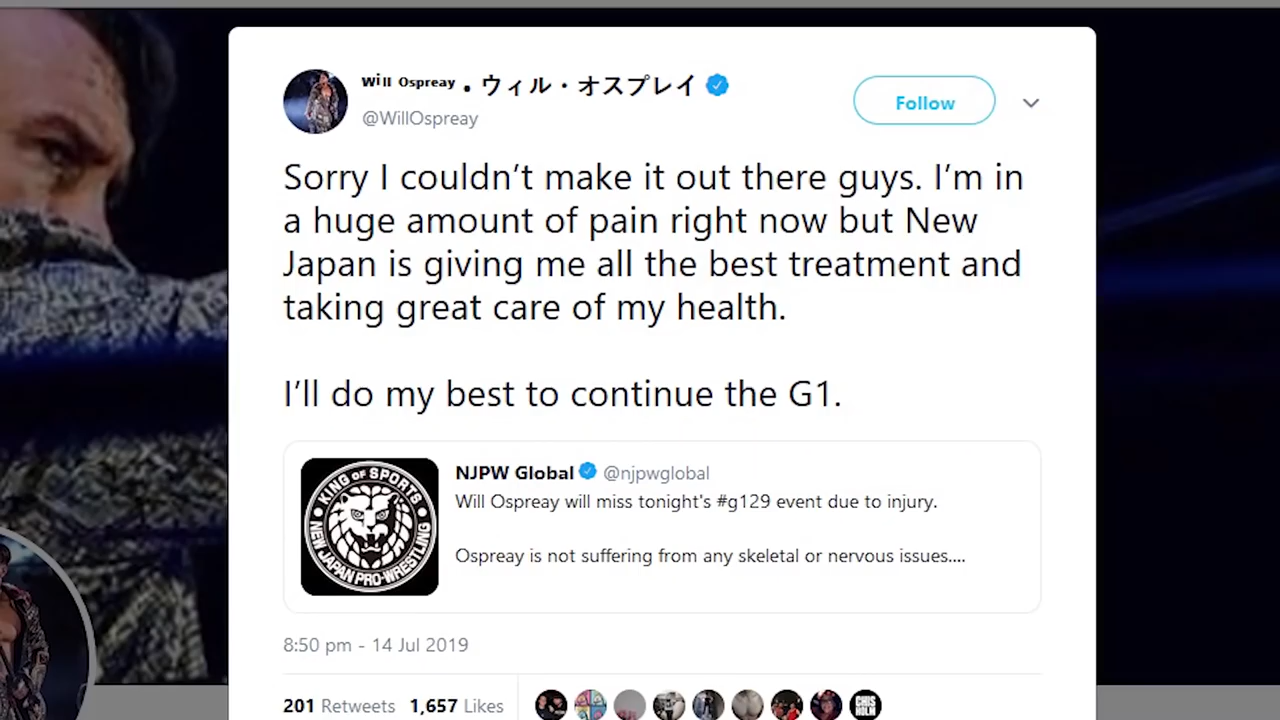 Will Ospreay • ウィル・オスプレイ
@WillOspreay
Follow
Sorry I couldn’t make it out there guys. I’m in
a huge amount of pain right now but New
Japan is giving me all the best treatment and
taking great care of my health.
I’ll do my best to continue the G1.
KING OF SPORTS
NEW JAPAN PRO-WRESTLING
NJPW Global @njpwglobal
Will Ospreay will miss tonight's #g129 event due to injury.
Ospreay is not suffering from any skeletal or nervous issues....
8:50 pm - 14 Jul 2019
201 Retweets 1,657 Likes
CHIS
HOLM